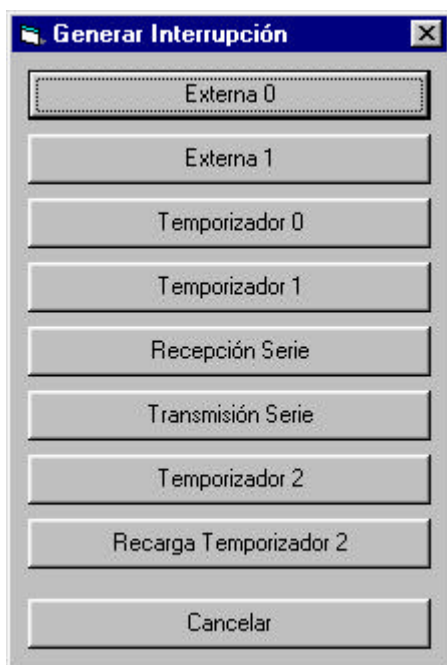 Generar Interrupción
Externa 0
Externa 1
Temporizador 0
Temporizador 1
Recepción Serie
Transmisión Serie
Temporizador 2
Recarga Temporizador 2
Cancelar